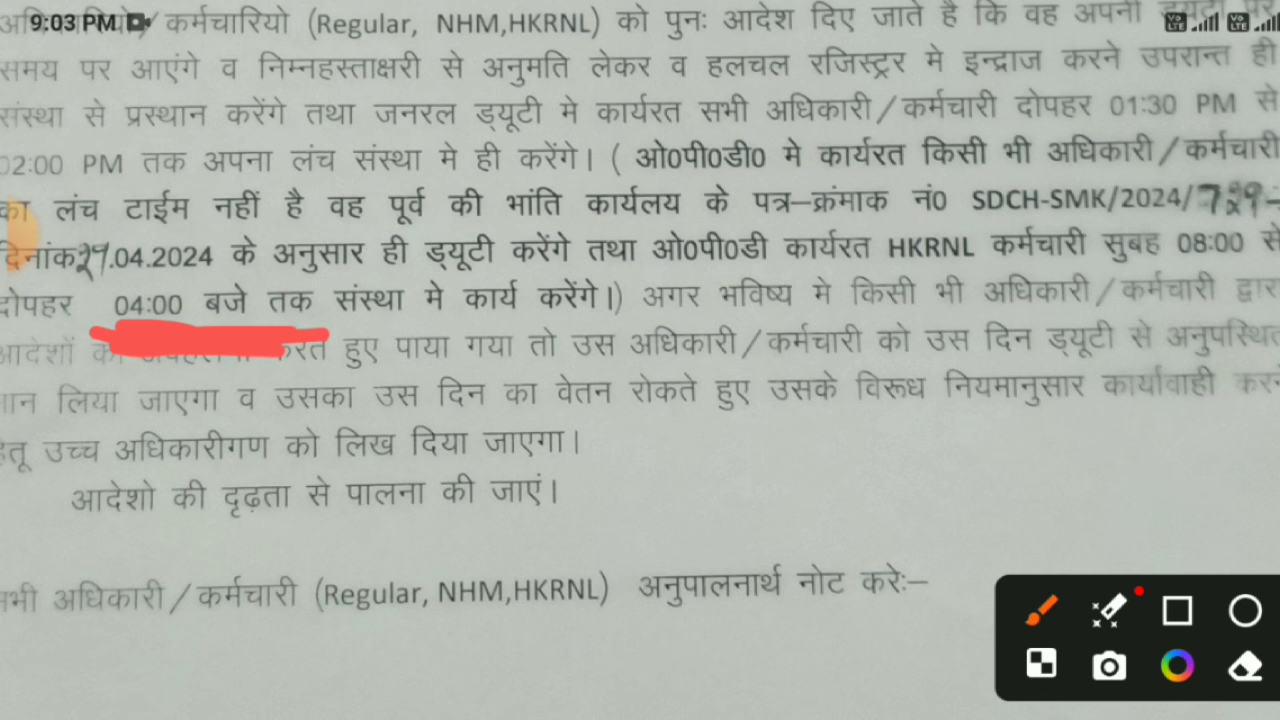 9:03 PM
कर्मचारियो (Regular, NHM,HKRNL) को पुनः आदेश दिए जाते है कि वह अपनी
समय पर आएंगे व निम्नहस्ताक्षरी से अनुमति लेकर व हलचल रजिस्ट्रर मे इन्द्राज करने उपरान्त ही
संस्था से प्रस्थान करेंगे तथा जनरल ड्यूटी मे कार्यरत सभी अधिकारी/कर्मचारी दोपहर 01:30 PM से
02:00 PM तक अपना लंच संस्था मे ही करेंगे। ( ओ0पी0डी0 मे कार्यरत किसी भी अधिकारी/कर्मचारी
का लंच टाईम नहीं है वह पूर्व की भांति कार्यलय के पत्र–क्रंमाक नं0 SDCH-SMK/2024/
दिनांक 29.04.2024 के अनुसार ही ड्यूटी करेंगे तथा ओ0पी0डी कार्यरत HKRNL कर्मचारी सुबह 08:00 से
दोपहर 04:00 बजे तक संस्था मे कार्य करेंगे।) अगर भविष्य मे किसी भी अधिकारी/कर्मचारी द्वारा
आदेशों की करते हुए पाया गया तो उस अधिकारी/कर्मचारी को उस दिन ड्यूटी से अनुपस्थित
मान लिया जाएगा व उसका उस दिन का वेतन रोकते हुए उसके विरूध नियमानुसार कार्यावाही करने
हेतू उच्च अधिकारीगण को लिख दिया जाएगा।
आदेशो की दृढ़ता से पालना की जाएं।
सभी अधिकारी/कर्मचारी (Regular, NHM,HKRNL) अनुपालनार्थ नोट करेः–